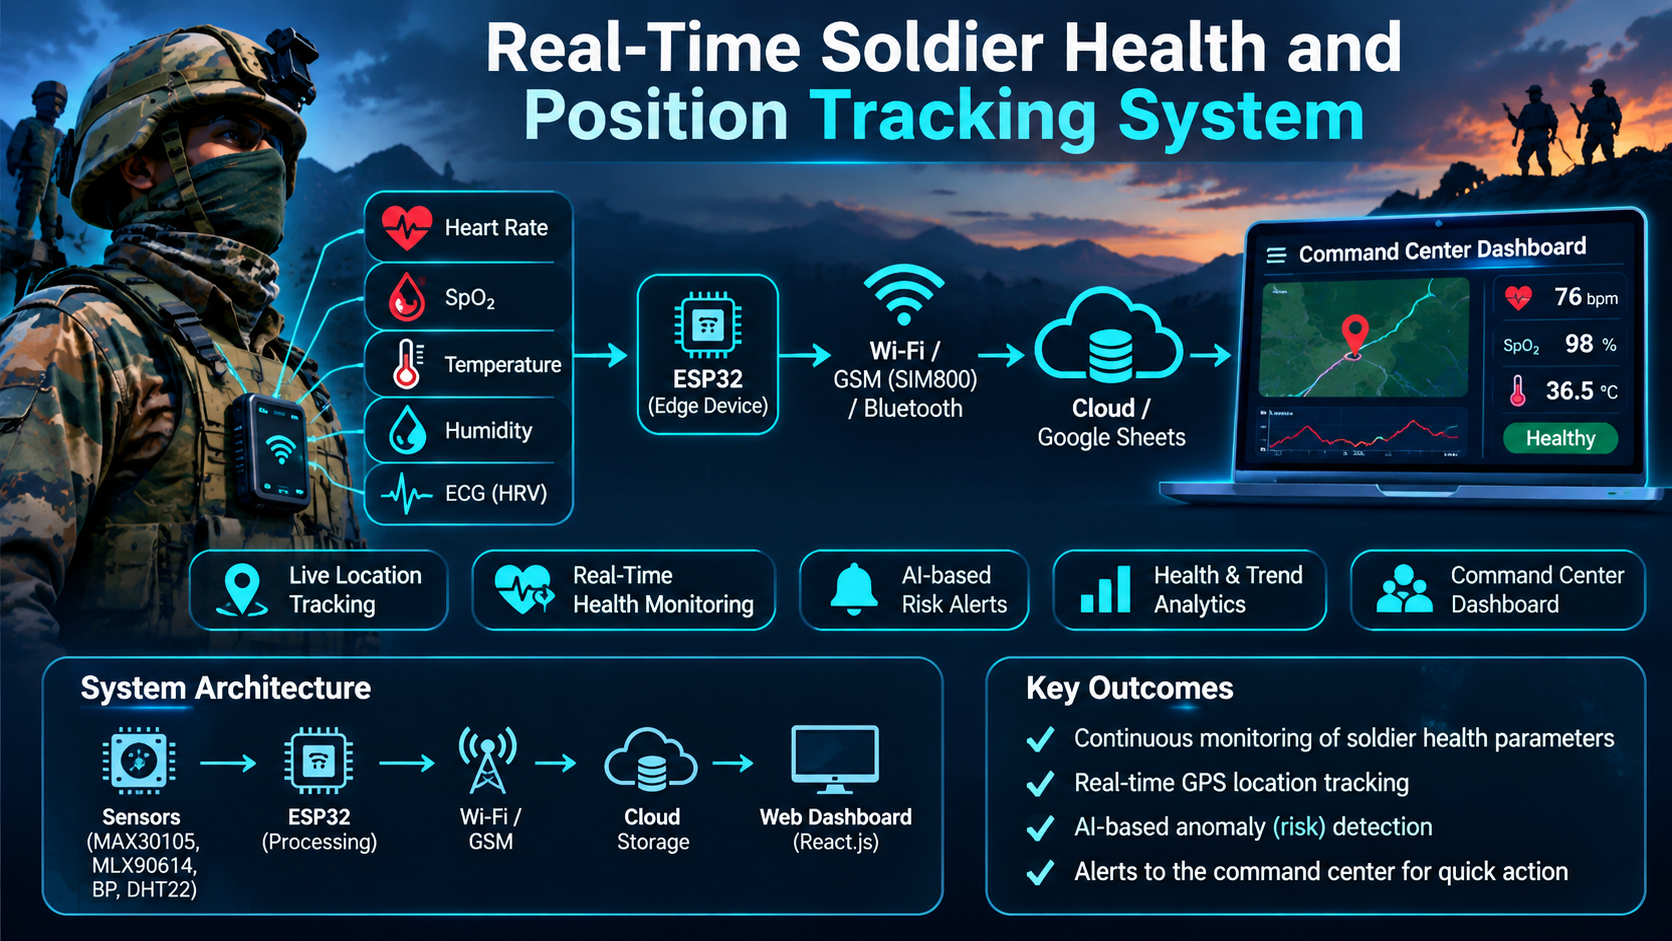 Real-Time Soldier Health and
Position Tracking System
Heart Rate
SpO₂
Temperature
Humidity
ECG (HRV)
ESP32
(Edge Device)
Wi-Fi /
GSM (SIM800)
/ Bluetooth
Cloud /
Google Sheets
Command Center Dashboard
76 bpm
SpO₂ 98 %
36.5 °C
Healthy
Live Location
Tracking
Real-Time
Health Monitoring
AI-based
Risk Alerts
Health & Trend
Analytics
Command Center
Dashboard
System Architecture
Sensors
(MAX30105,
MLX90614,
BP, DHT22)
ESP32
(Processing)
Wi-Fi /
GSM
Cloud
Storage
Web Dashboard
(React.js)
Key Outcomes
Continuous monitoring of soldier health parameters
Real-time GPS location tracking
AI-based anomaly (risk) detection
Alerts to the command center for quick action